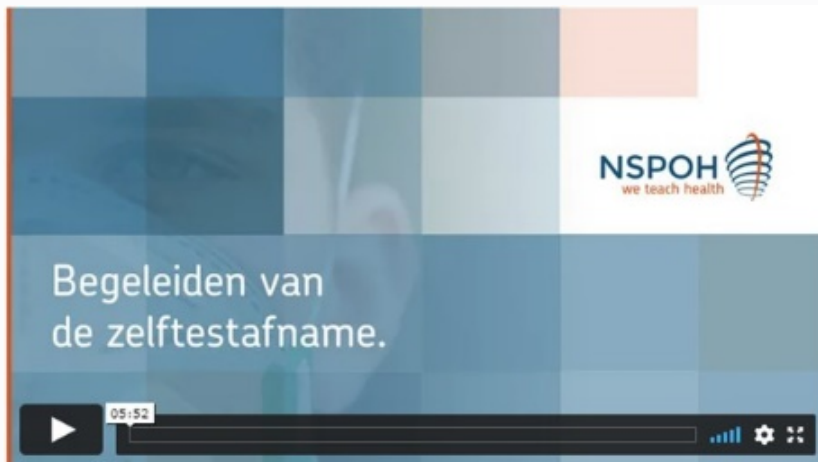 NSPOH
we teach health
Begeleiden van
de zelftestafname.
05:52